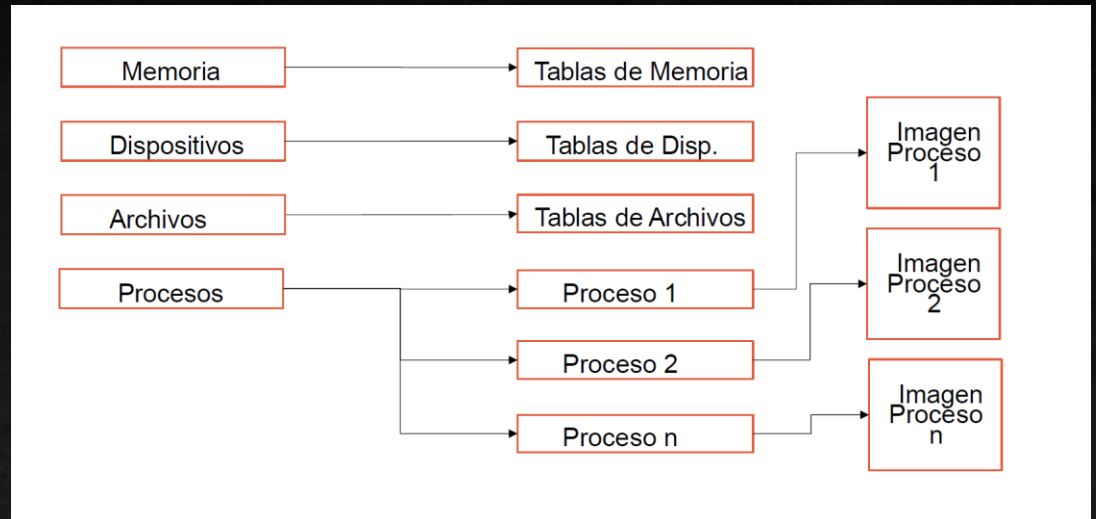 Memoria
Tablas de Memoria
Dispositivos
Tablas de Disp.
Archivos
Tablas de Archivos
Procesos
Proceso 1
Proceso 2
Proceso n
Imagen
Proceso
1
Imagen
Proceso
2
Imagen
Proceso
n